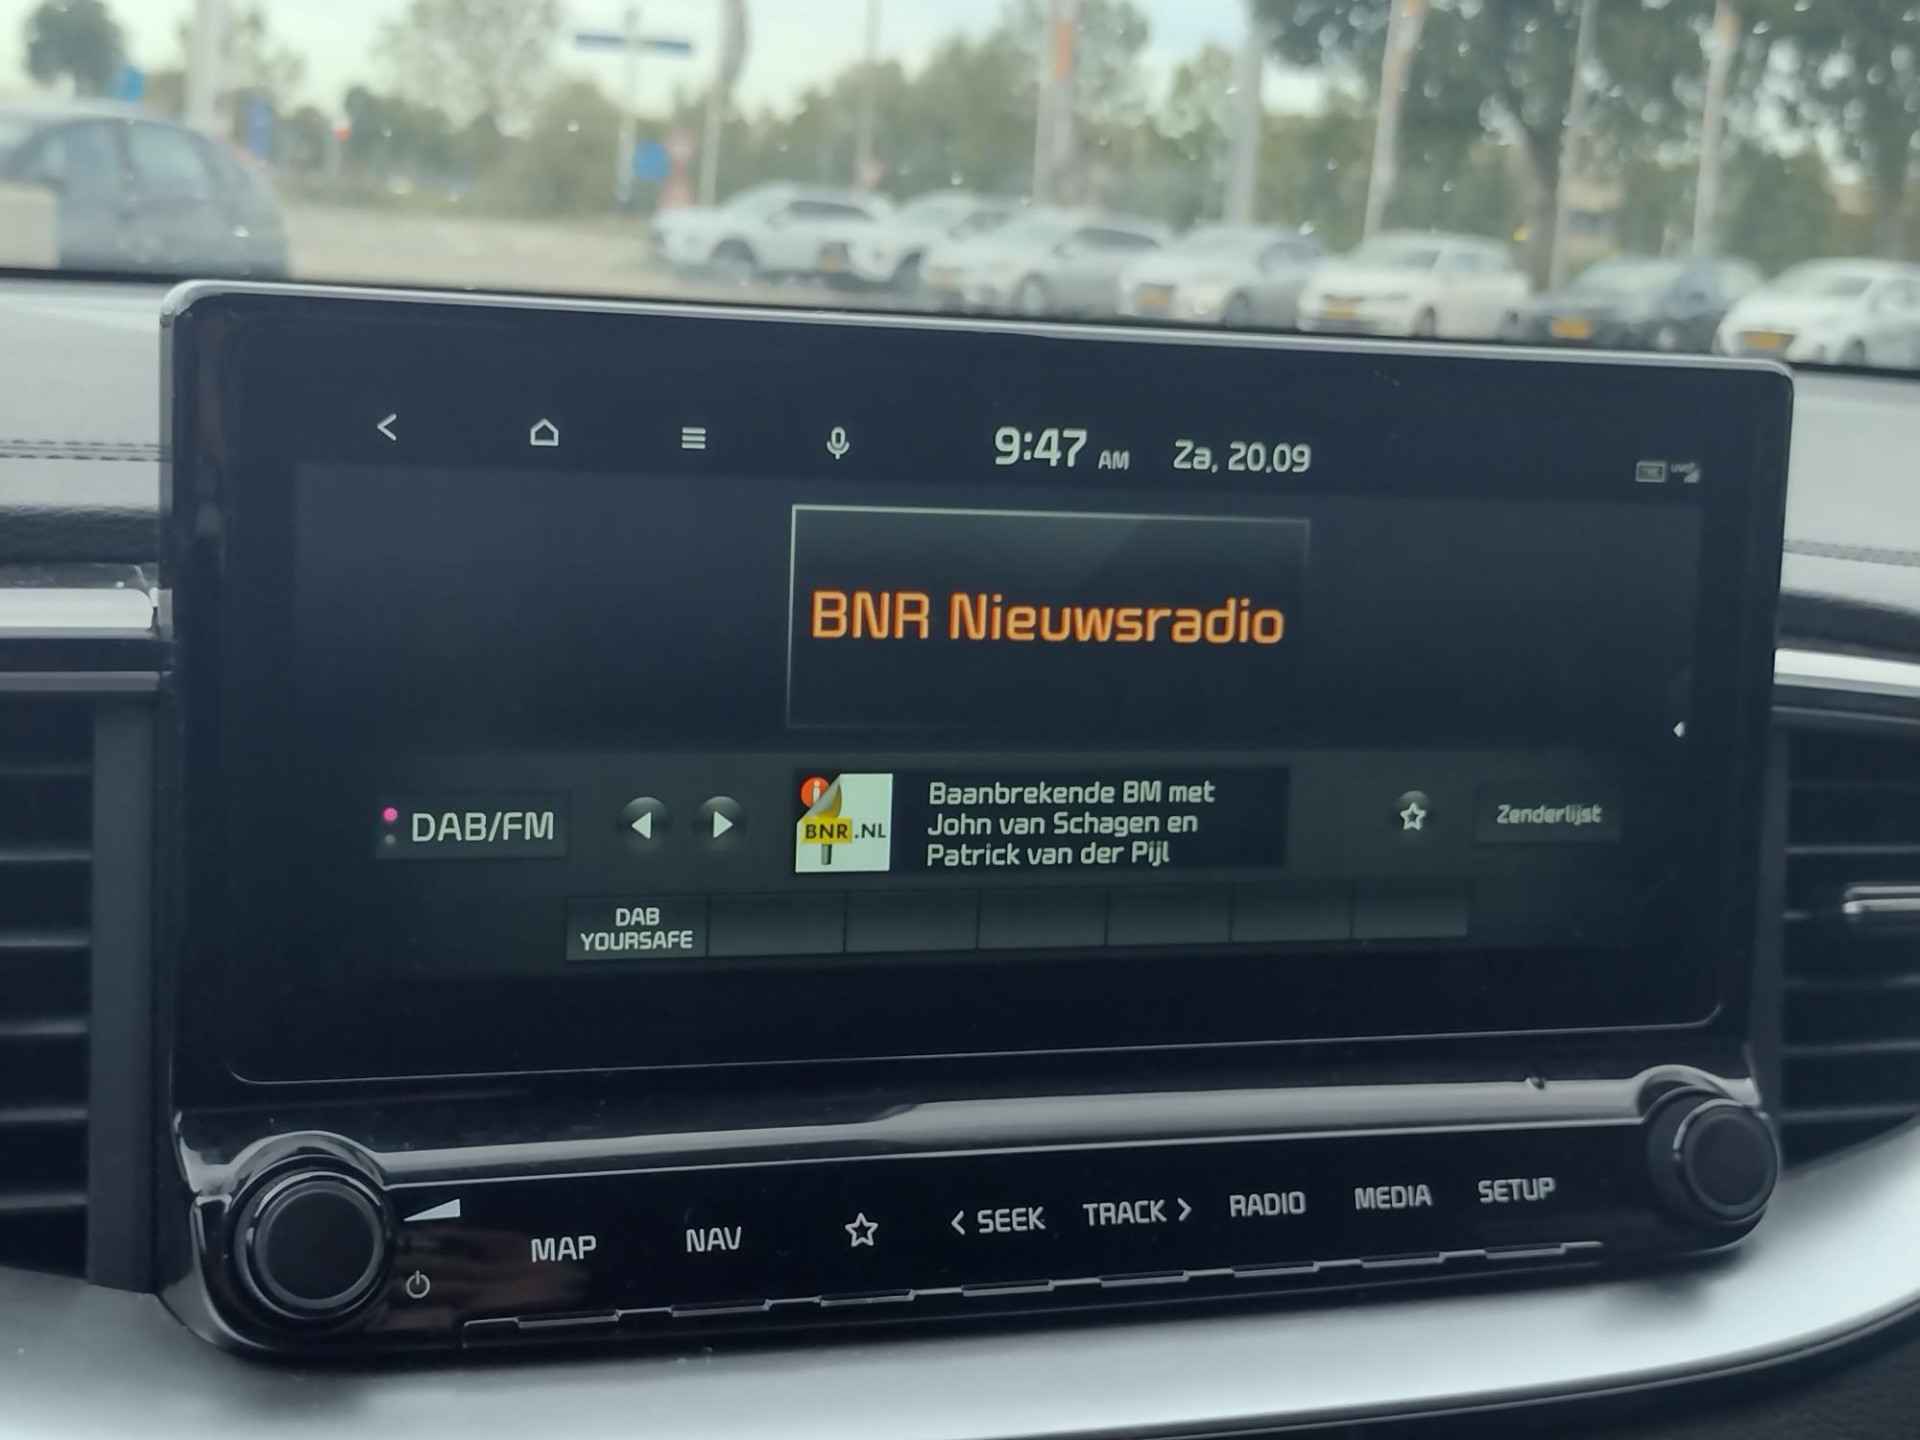 9:47 AM Za, 20.09
BNR Nieuwsradio
DAB/FM
i
BNR.NL
Baanbrekende BM met
John van Schagen en
Patrick van der Pijl
Zenderlijst
DAB
YOURSAFE
MAP NAV < SEEK TRACK > RADIO MEDIA SETUP